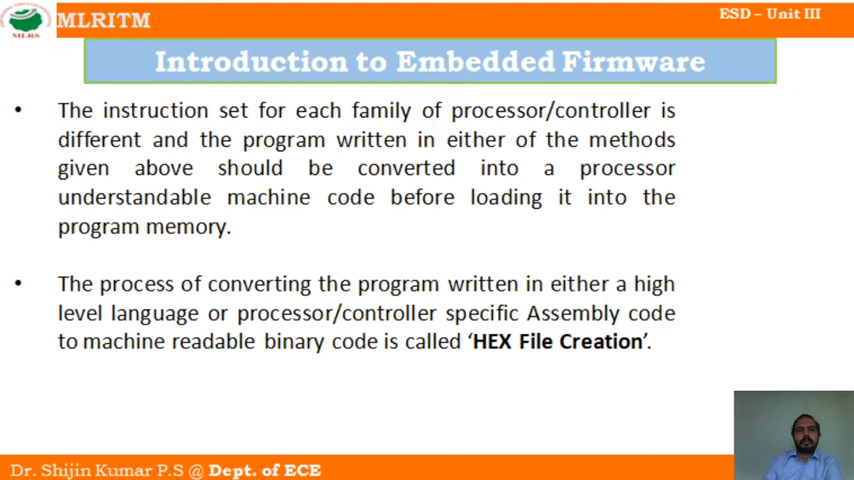 MLRITM
ESD – Unit III
MLRS
Introduction to Embedded Firmware
• The instruction set for each family of processor/controller is
different and the program written in either of the methods
given above should be converted into a processor
understandable machine code before loading it into the
program memory.
• The process of converting the program written in either a high
level language or processor/controller specific Assembly code
to machine readable binary code is called ‘HEX File Creation’.
Dr. Shijin Kumar P.S @ Dept. of ECE